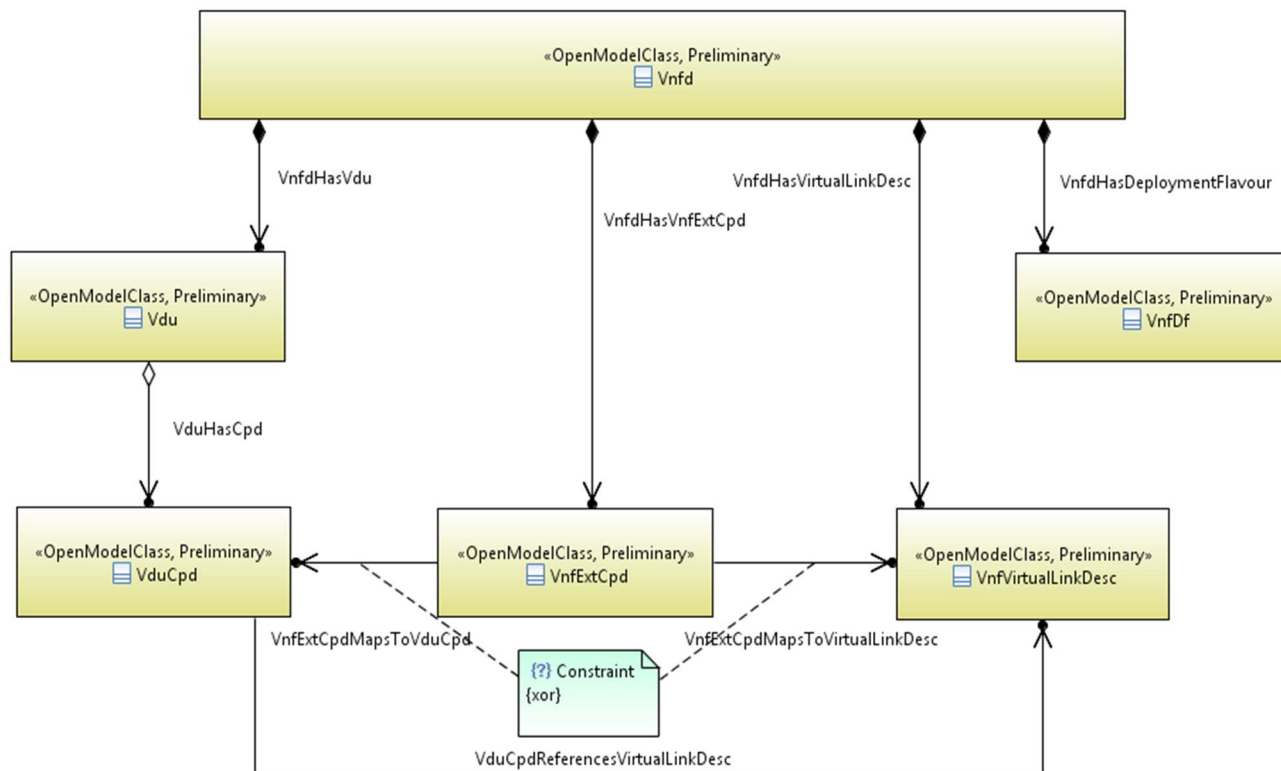 «OpenModelClass, Preliminary»
Vnfd
VnfdHasVdu
VnfdHasVnfExtCpd
VnfdHasVirtualLinkDesc
VnfdHasDeploymentFlavour
«OpenModelClass, Preliminary»
Vdu
«OpenModelClass, Preliminary»
VnfDf
VduHasCpd
«OpenModelClass, Preliminary»
VduCpd
«OpenModelClass, Preliminary»
VnfExtCpd
«OpenModelClass, Preliminary»
VnfVirtualLinkDesc
VnfExtCpdMapsToVduCpd
VnfExtCpdMapsToVirtualLinkDesc
{?} Constraint
{xor}
VduCpdReferencesVirtualLinkDesc